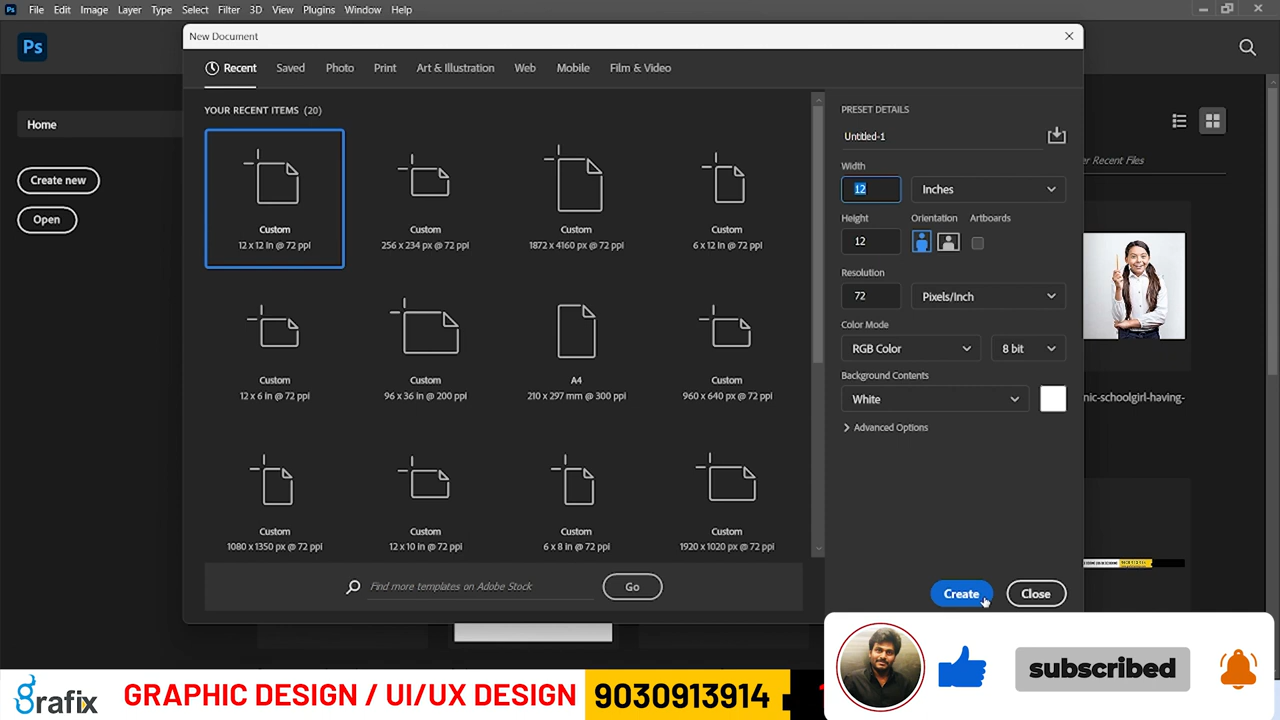 Ps File Edit Image Layer Type Select Filter 3D View Plugins Window Help
Ps
New Document
Recent Saved Photo Print Art & Illustration Web Mobile Film & Video
Home
Create new
Open
YOUR RECENT ITEMS (20)
Custom
12 x 12 in @ 72 ppi
Custom
256 x 234 px @ 72 ppi
Custom
1872 x 4160 px @ 72 ppi
Custom
6 x 12 in @ 72 ppi
Custom
12 x 6 in @ 72 ppi
Custom
96 x 36 in @ 200 ppi
A4
210 x 297 mm @ 300 ppi
Custom
960 x 640 px @ 72 ppi
Custom
1080 x 1350 px @ 72 ppi
Custom
12 x 10 in @ 72 ppi
Custom
6 x 8 in @ 72 ppi
Custom
1920 x 1020 px @ 72 ppi
Find more templates on Adobe Stock
Go
PRESET DETAILS
Untitled-1
Width
12 Inches
Height Orientation Artboards
12
Resolution
72 Pixels/Inch
Color Mode
RGB Color 8 bit
Background Contents
White
Advanced Options
Create Close
er Recent Files
nic-schoolgirl-having-
subscribed
grafix GRAPHIC DESIGN / UI/UX DESIGN 9030913914